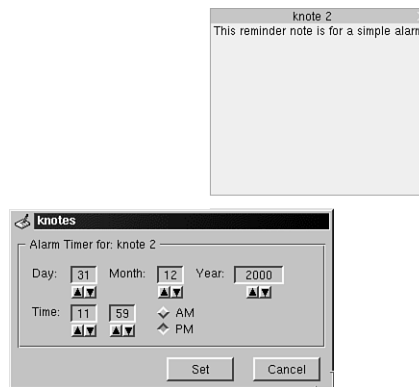 knote 2
This reminder note is for a simple alarm
knotes
Alarm Timer for: knote 2
Day: 31 Month: 12 Year: 2000
Time: 11 59 AM
PM
Set Cancel